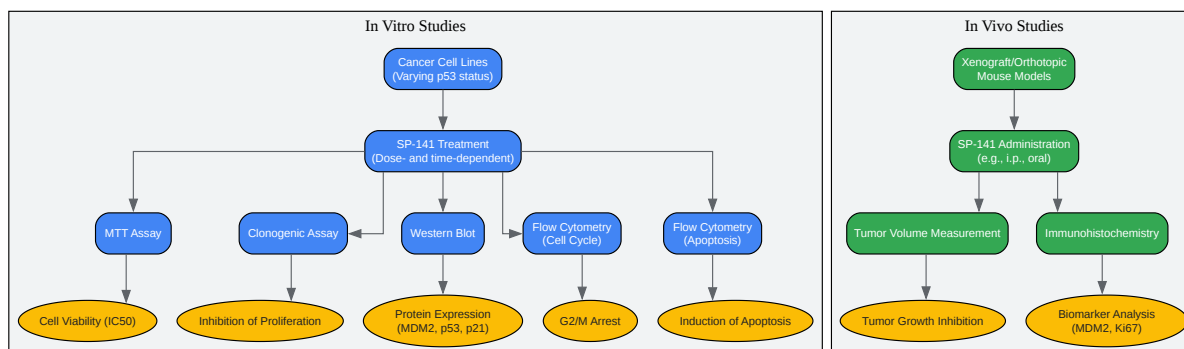 In Vitro Studies
Cancer Cell Lines
(Varying p53 status)
SP-141 Treatment
(Dose- and time-dependent)
MTT Assay
Clonogenic Assay
Western Blot
Flow Cytometry
(Cell Cycle)
Flow Cytometry
(Apoptosis)
Cell Viability (IC50)
Inhibition of Proliferation
Protein Expression
(MDM2, p53, p21)
G2/M Arrest
Induction of Apoptosis
In Vivo Studies
Xenograft/Orthotopic
Mouse Models
SP-141 Administration
(e.g., i.p., oral)
Tumor Volume Measurement
Immunohistochemistry
Tumor Growth Inhibition
Biomarker Analysis
(MDM2, Ki67)